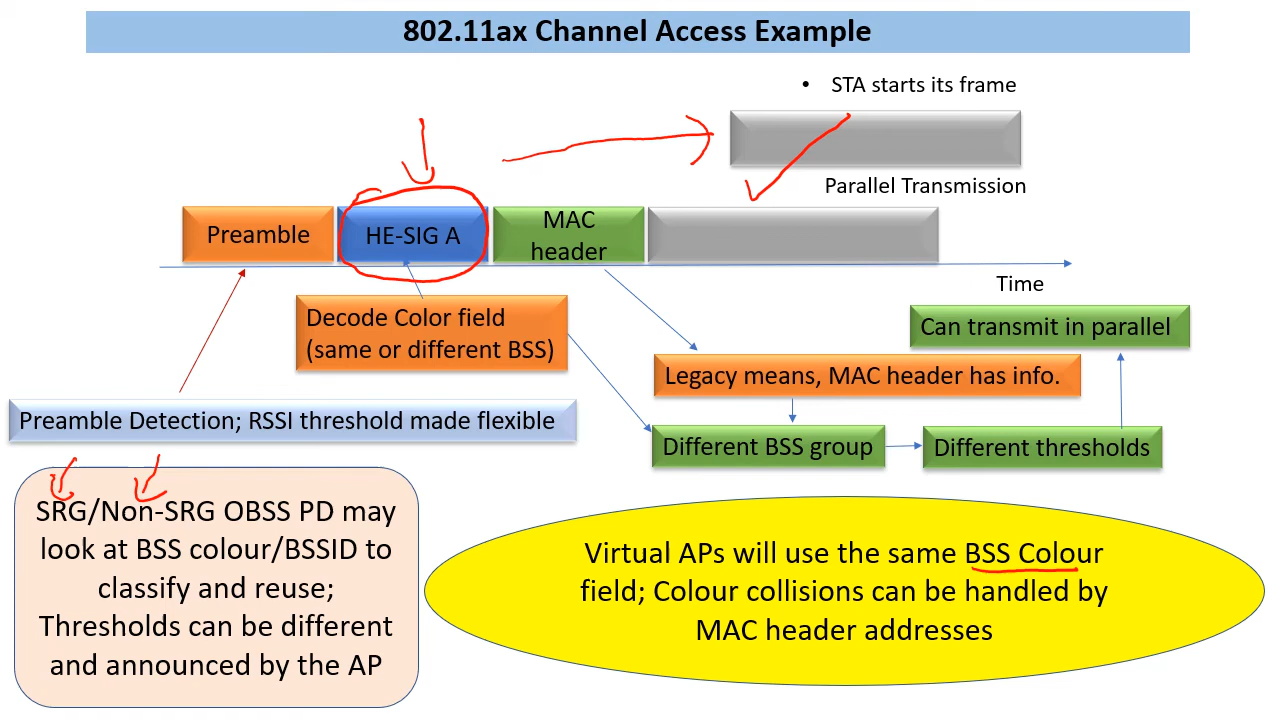 802.11ax Channel Access Example
• STA starts its frame
Parallel Transmission
Preamble
HE-SIG A
MAC
header
Time
Decode Color field
(same or different BSS)
Can transmit in parallel
Legacy means, MAC header has info.
Preamble Detection; RSSI threshold made flexible
Different BSS group
Different thresholds
SRG/Non-SRG OBSS PD may
look at BSS colour/BSSID to
classify and reuse;
Thresholds can be different
and announced by the AP
Virtual APs will use the same BSS Colour
field; Colour collisions can be handled by
MAC header addresses